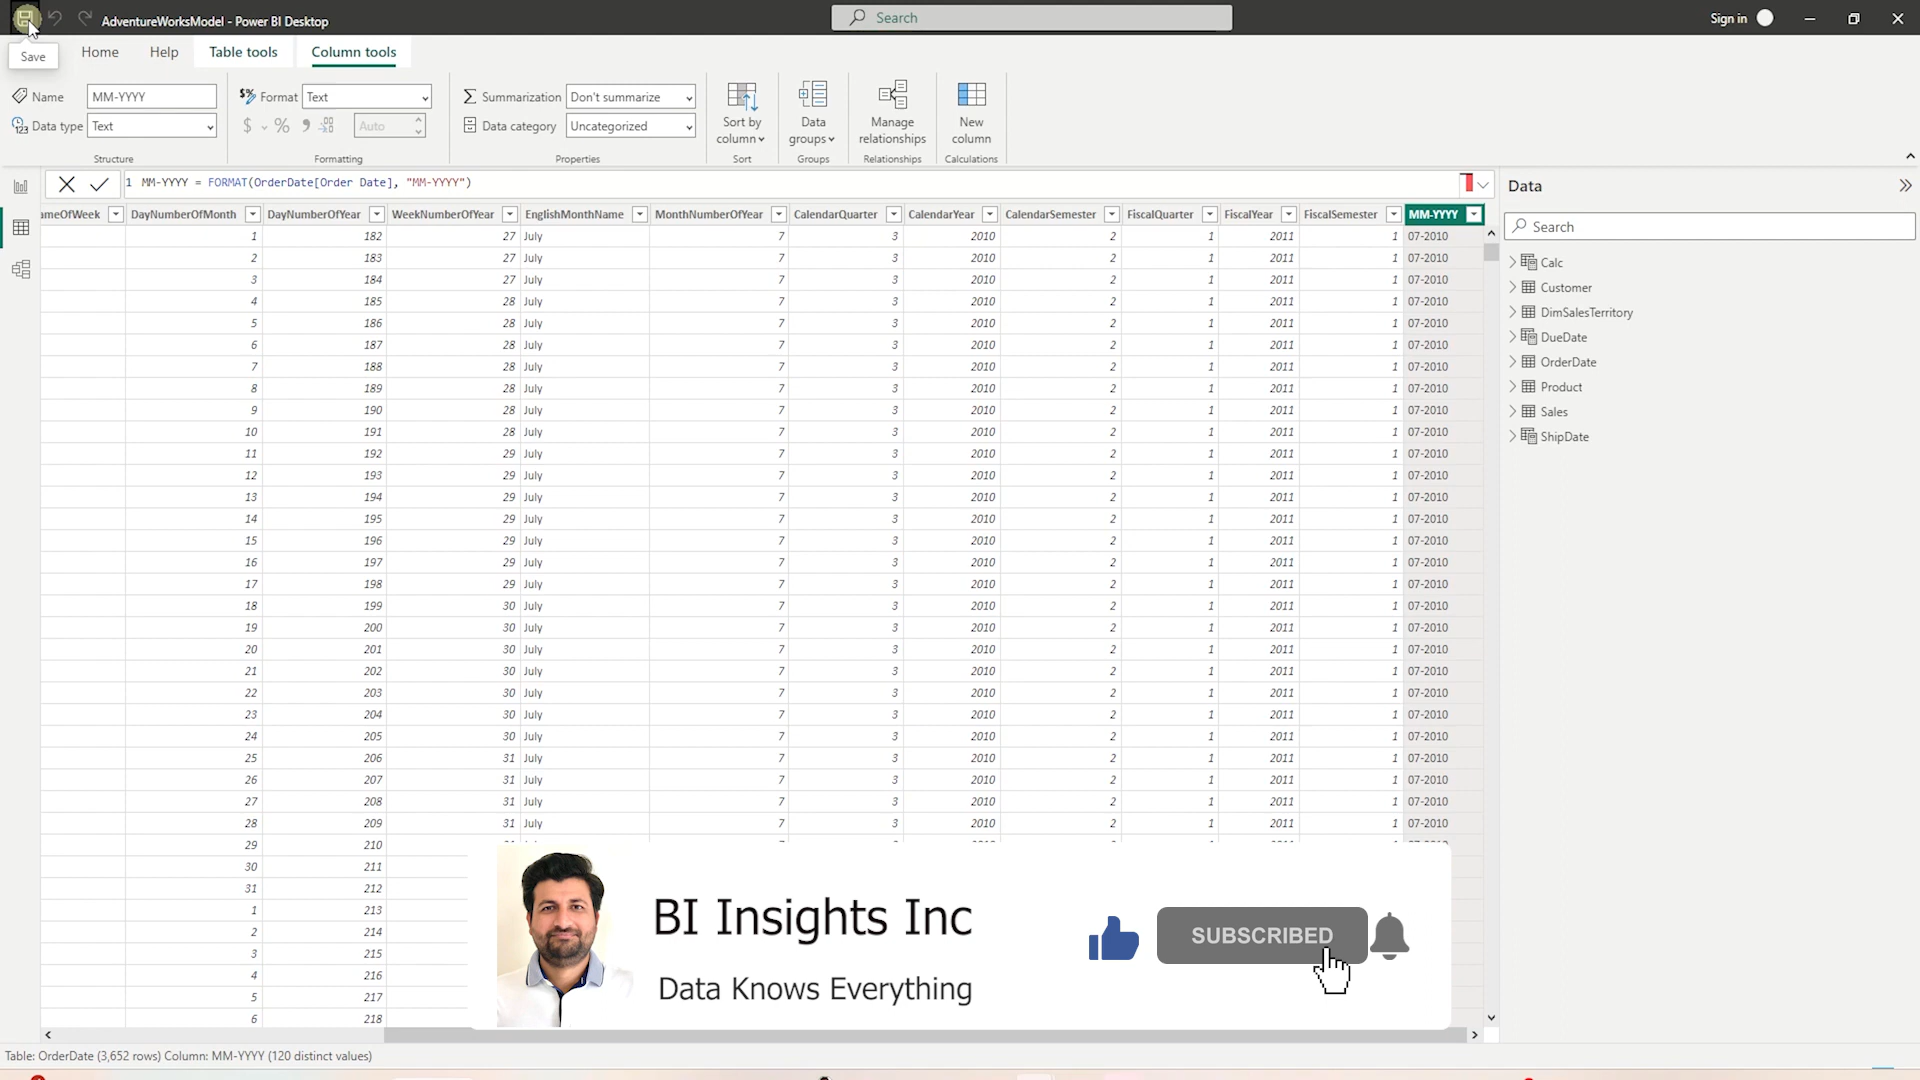 AdventureWorksModel - Power BI Desktop
Search
Sign in
Save
Home Help Table tools Column tools
Name MM-YYYY
Format Text
Summarization Don't summarize
Data type Text
$ % Auto
Data category Uncategorized
Sort by column
Data groups
Manage relationships
New column
Structure Formatting Properties Sort Groups Relationships Calculations
1 MM-YYYY = FORMAT(OrderDate[Order Date], "MM-YYYY")
ameOfWeek DayNumberOfMonth DayNumberOfYear WeekNumberOfYear EnglishMonthName MonthNumberOfYear CalendarQuarter CalendarYear CalendarSemester FiscalQuarter FiscalYear FiscalSemester MM-YYYY
1 182 27 July 7 3 2010 2 1 2011 1 07-2010
2 183 27 July 7 3 2010 2 1 2011 1 07-2010
3 184 27 July 7 3 2010 2 1 2011 1 07-2010
4 185 28 July 7 3 2010 2 1 2011 1 07-2010
5 186 28 July 7 3 2010 2 1 2011 1 07-2010
6 187 28 July 7 3 2010 2 1 2011 1 07-2010
7 188 28 July 7 3 2010 2 1 2011 1 07-2010
8 189 28 July 7 3 2010 2 1 2011 1 07-2010
9 190 28 July 7 3 2010 2 1 2011 1 07-2010
10 191 28 July 7 3 2010 2 1 2011 1 07-2010
11 192 29 July 7 3 2010 2 1 2011 1 07-2010
12 193 29 July 7 3 2010 2 1 2011 1 07-2010
13 194 29 July 7 3 2010 2 1 2011 1 07-2010
14 195 29 July 7 3 2010 2 1 2011 1 07-2010
15 196 29 July 7 3 2010 2 1 2011 1 07-2010
16 197 29 July 7 3 2010 2 1 2011 1 07-2010
17 198 29 July 7 3 2010 2 1 2011 1 07-2010
18 199 30 July 7 3 2010 2 1 2011 1 07-2010
19 200 30 July 7 3 2010 2 1 2011 1 07-2010
20 201 30 July 7 3 2010 2 1 2011 1 07-2010
21 202 30 July 7 3 2010 2 1 2011 1 07-2010
22 203 30 July 7 3 2010 2 1 2011 1 07-2010
23 204 30 July 7 3 2010 2 1 2011 1 07-2010
24 205 30 July 7 3 2010 2 1 2011 1 07-2010
25 206 31 July 7 3 2010 2 1 2011 1 07-2010
26 207 31 July 7 3 2010 2 1 2011 1 07-2010
27 208 31 July 7 3 2010 2 1 2011 1 07-2010
28 209 31 July 7 3 2010 2 1 2011 1 07-2010
29 210
30 211
31 212
1 213
2 214
3 215
4 216
5 217
6 218
Data
Search
Calc
Customer
DimSalesTerritory
DueDate
OrderDate
Product
Sales
ShipDate
BI Insights Inc
Data Knows Everything
SUBSCRIBED
Table: OrderDate (3,652 rows) Column: MM-YYYY (120 distinct values)